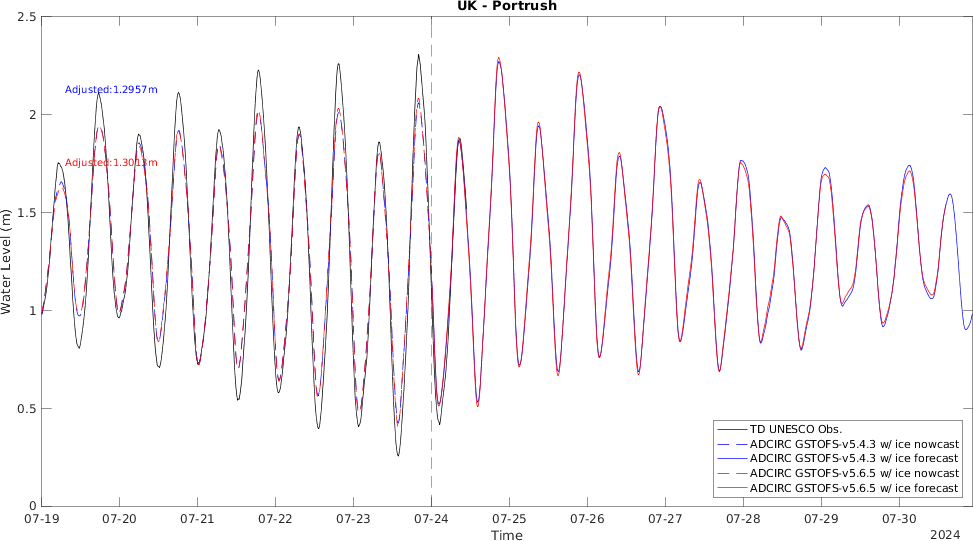 UK - Portrush
2.5
2
1.5
1
0.5
0
Water Level (m)
Adjusted:1.2957m
Adjusted:1.3013m
TD UNESCO Obs.
ADCIRC GSTOFS-v5.4.3 w/ ice nowcast
ADCIRC GSTOFS-v5.4.3 w/ ice forecast
ADCIRC GSTOFS-v5.6.5 w/ ice nowcast
ADCIRC GSTOFS-v5.6.5 w/ ice forecast
07-19 07-20 07-21 07-22 07-23 07-24 07-25 07-26 07-27 07-28 07-29 07-30
Time
2024